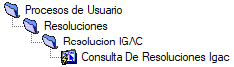 Procesos de Usuario
Resoluciones
Resolucion IGAC
Consulta De Resoluciones Igac